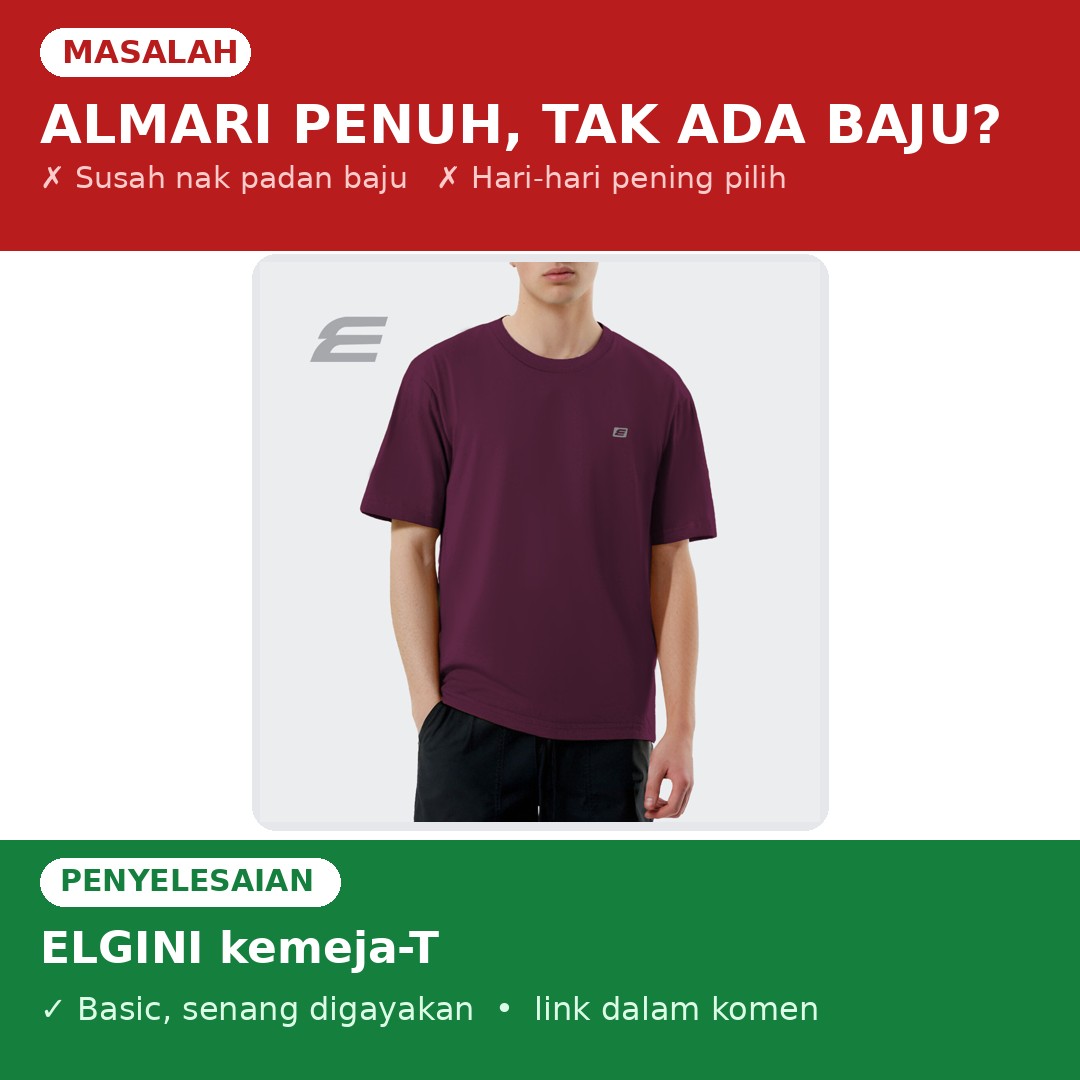 MASALAH
ALMARI PENUH, TAK ADA BAJU?
✗ Susah nak padan baju ✗ Hari-hari pening pilih
E
E
PENYELESAIAN
ELGINI kemeja-T
✓ Basic, senang digayakan • link dalam komen